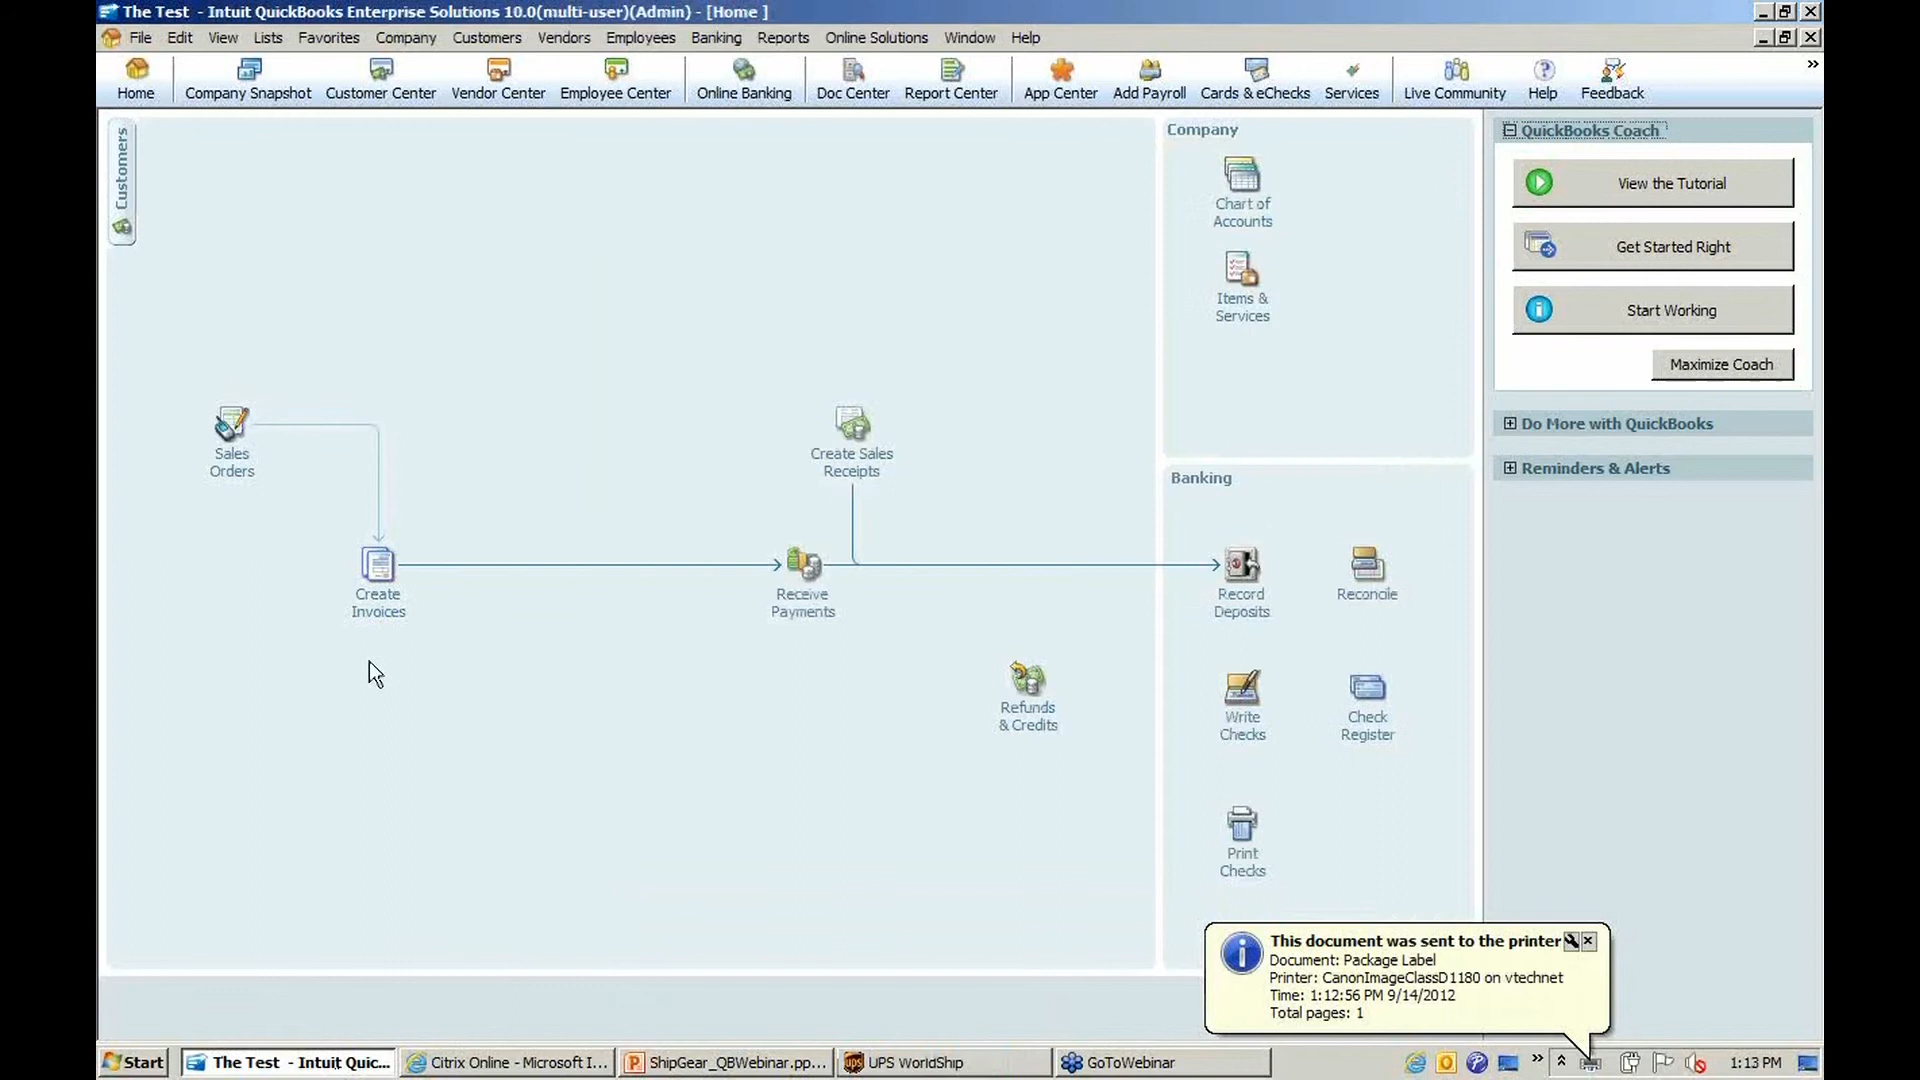 The Test - Intuit QuickBooks Enterprise Solutions 10.0(multi-user)(Admin) - [Home ]
File Edit View Lists Favorites Company Customers Vendors Employees Banking Reports Online Solutions Window Help
Home Company Snapshot Customer Center Vendor Center Employee Center Online Banking Doc Center Report Center App Center Add Payroll Cards & eChecks Services Live Community Help Feedback
Customers
Company
Chart of
Accounts
Items &
Services
Sales
Orders
Create Sales
Receipts
Create
Invoices
Receive
Payments
Refunds
& Credits
Banking
Record
Deposits
Reconcile
Write
Checks
Check
Register
Print
Checks
QuickBooks Coach
View the Tutorial
Get Started Right
Start Working
Maximize Coach
Do More with QuickBooks
Reminders & Alerts
This document was sent to the printer
Document: Package Label
Printer: CanonImageClassD1180 on vtechnet
Time: 1:12:56 PM 9/14/2012
Total pages: 1
Start The Test - Intuit Quic... Citrix Online - Microsoft I... ShipGear_QBWebinar.pp... UPS WorldShip GoToWebinar 1:13 PM